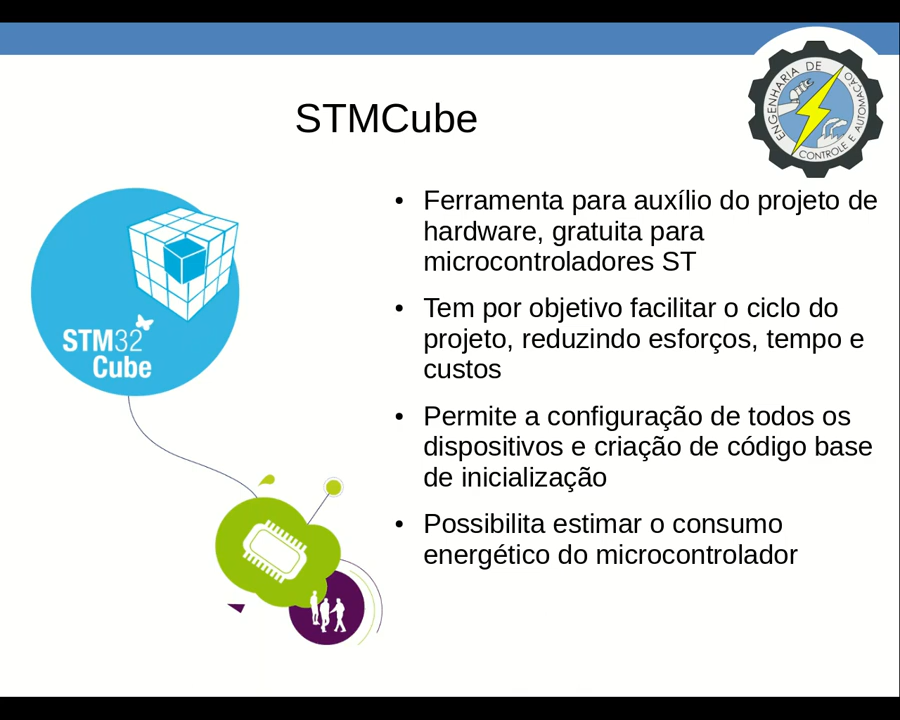 ENGENHARIA DE
CONTROLE E AUTOMAÇÃO
STMCube
STM32
Cube
• Ferramenta para auxílio do projeto de
hardware, gratuita para
microcontroladores ST
• Tem por objetivo facilitar o ciclo do
projeto, reduzindo esforços, tempo e
custos
• Permite a configuração de todos os
dispositivos e criação de código base
de inicialização
• Possibilita estimar o consumo
energético do microcontrolador